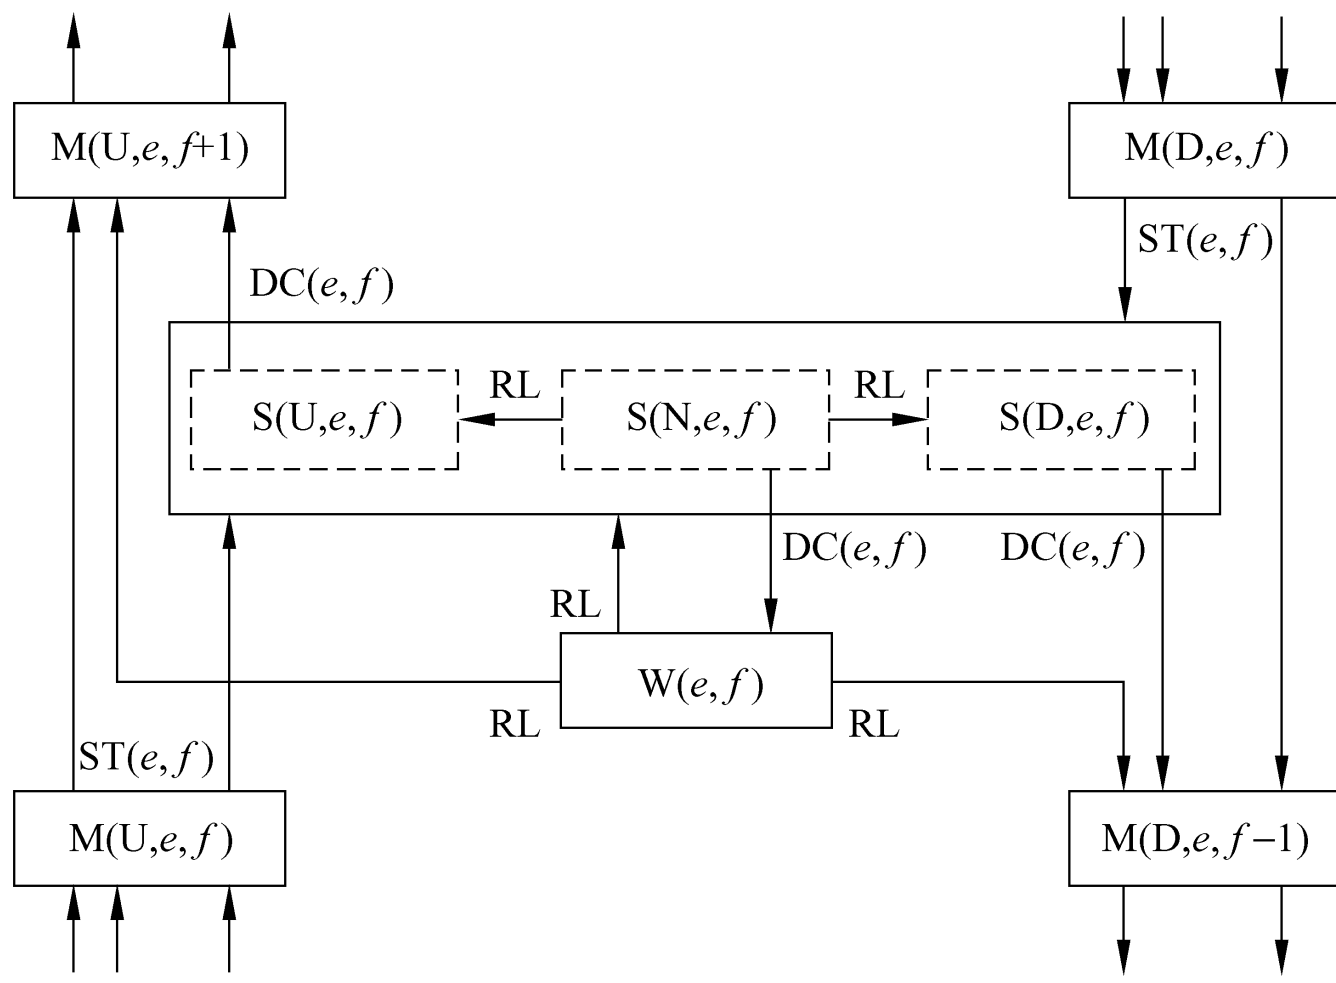 M(U,e,f+1)
M(D,e,f)
ST(e,f)
DC(e,f)
RL
RL
S(U,e,f)
S(N,e,f)
S(D,e,f)
DC(e,f)
DC(e,f)
RL
W(e,f)
RL
RL
ST(e,f)
M(U,e,f)
M(D,e,f−1)